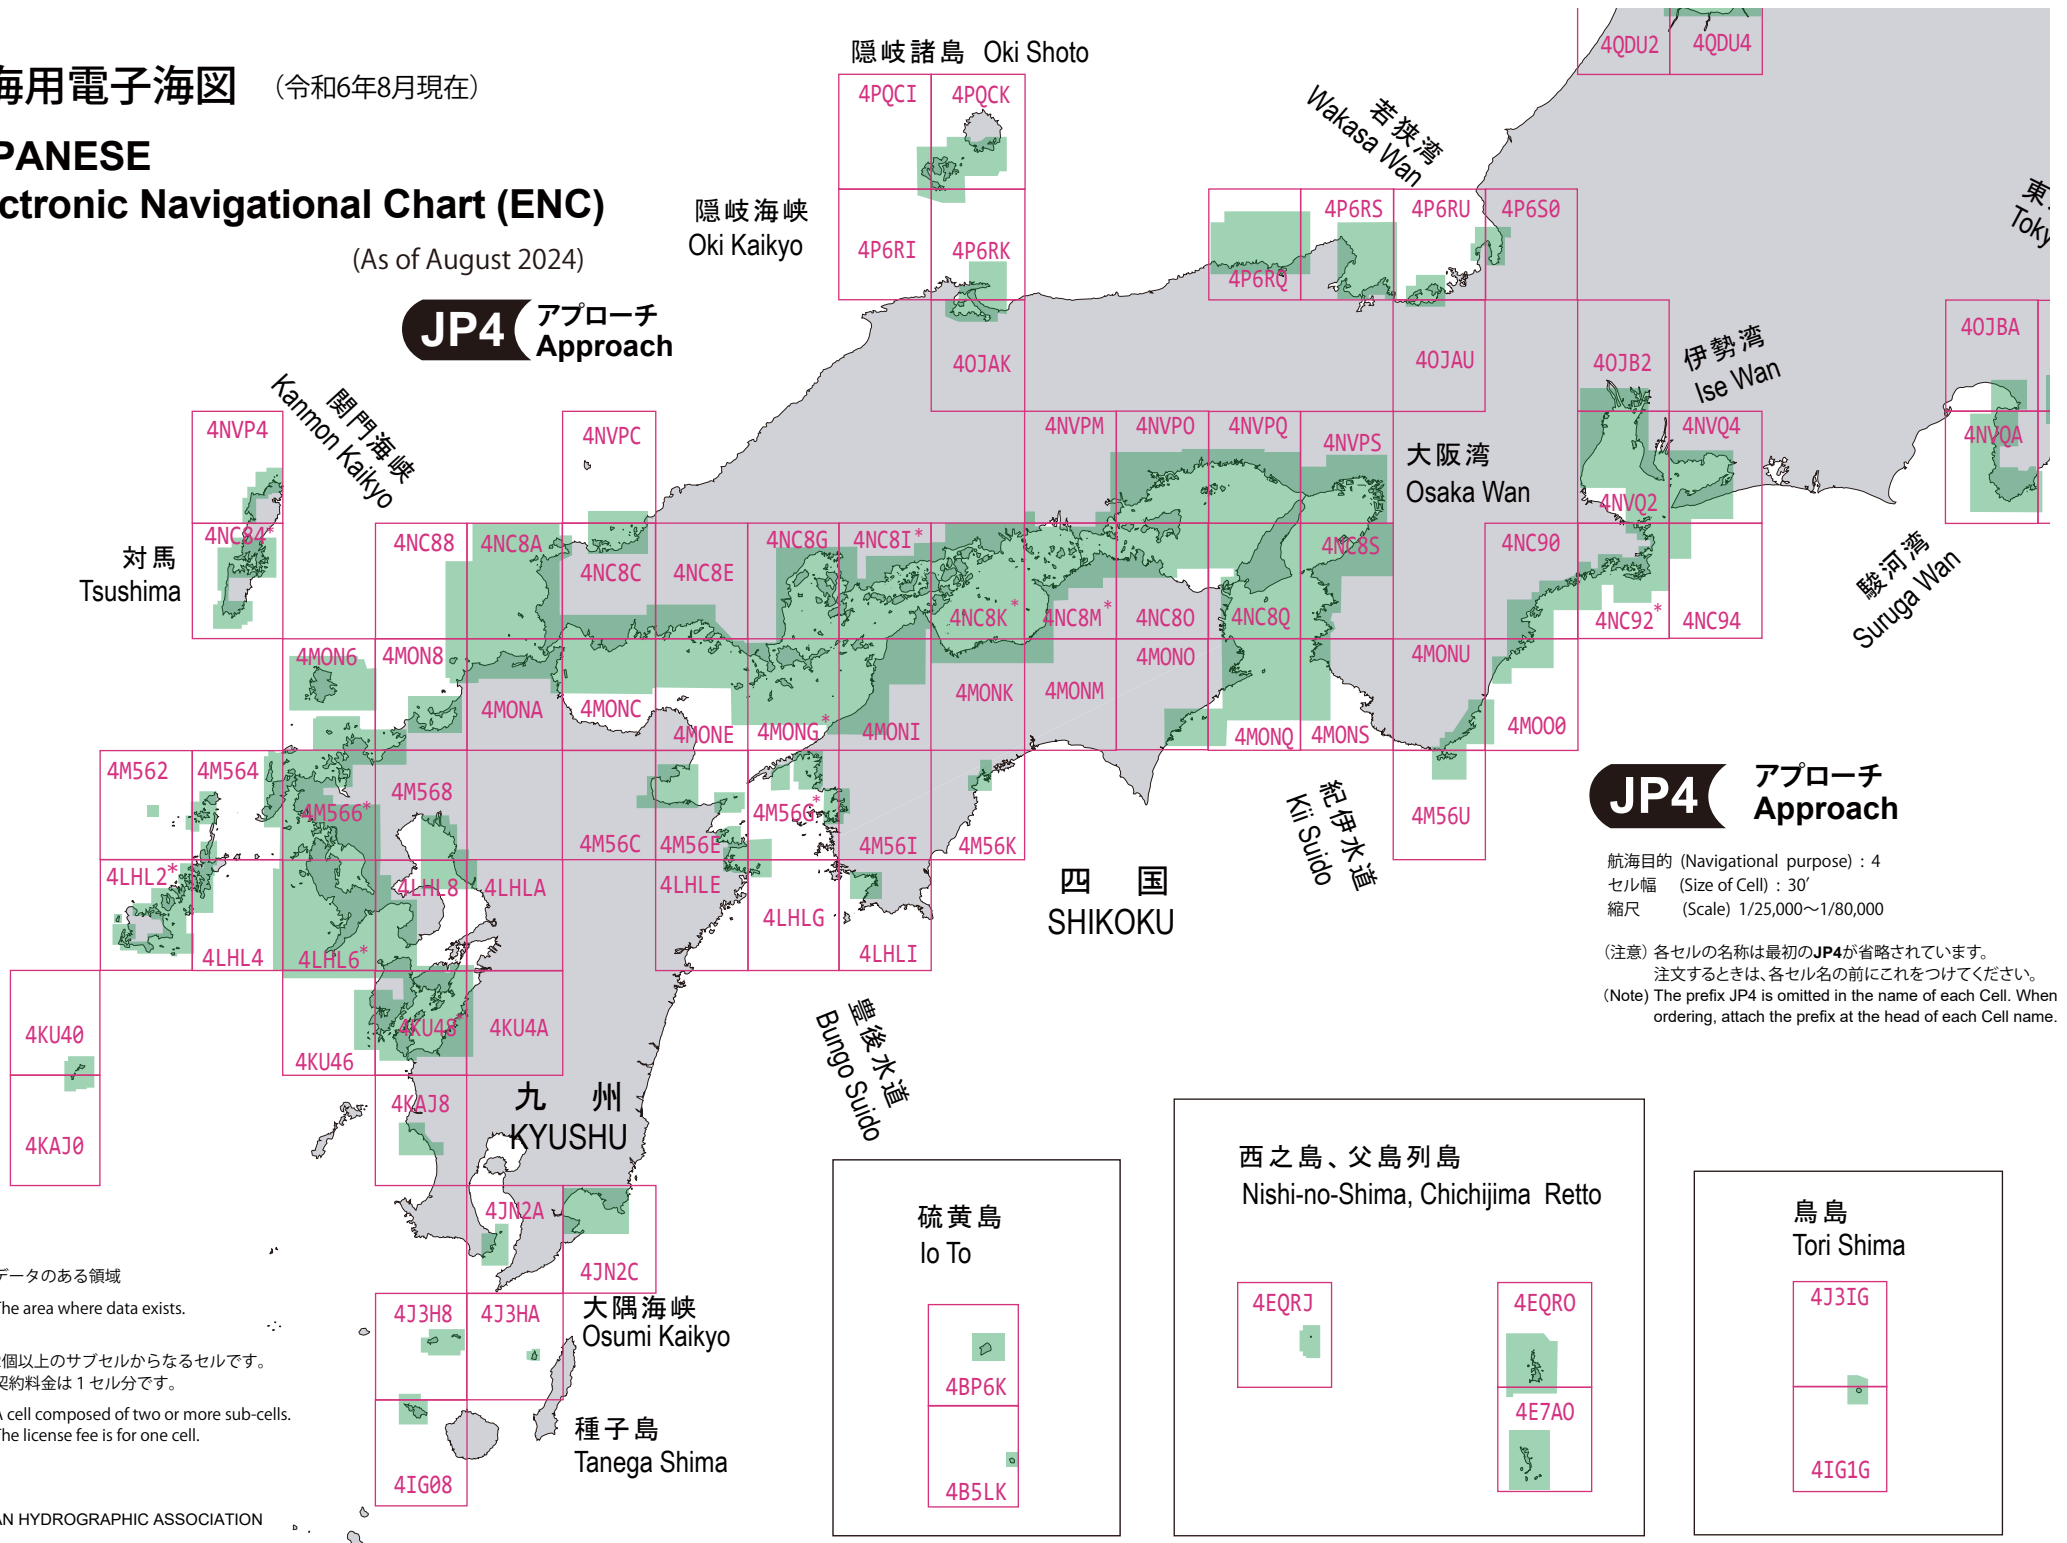 海用電子海図 （令和6年8月現在）
PANESE
ctronic Navigational Chart (ENC)
(As of August 2024)
JP4 アプローチ
Approach
隠岐諸島 Oki Shoto
4PQCI 4PQCK
隠岐海峡
Oki Kaikyo
4P6RI 4P6RK
4OJAK
若狭湾
Wakasa Wan
4QDU2 4QDU4
4P6RQ 4P6RS 4P6RU 4P6S0
4OJAU 4OJB2
伊勢湾
Ise Wan
4OJBA
4NVQA
駿河湾
Suruga Wan
関門海峡
Kanmon Kaikyo
4NVP4 4NVPC 4NVPM 4NVPO 4NVPQ 4NVPS
大阪湾
Osaka Wan
4NVQ2 4NVQ4
対馬
Tsushima
4NC84* 4NC88 4NC8A 4NC8C 4NC8E 4NC8G 4NC8I* 4NC8K* 4NC8M* 4NC8O 4NC8Q 4NC8S 4NC90 4NC92* 4NC94
4MON6 4MON8 4MONA 4MONC 4MONE 4MONG* 4MONI 4MONK 4MONM 4MONO 4MONQ 4MONS 4MONU 4MOO0
4M562 4M564 4M566* 4M568 4M56C 4M56E 4M56G* 4M56I 4M56K 4M56U
4LHL2* 4LHL4 4LHL6* 4LHL8 4LHLA 4LHLE 4LHLG 4LHLI
四国
SHIKOKU
紀伊水道
Kii Suido
豊後水道
Bungo Suido
4KU40 4KU46 4KU48 4KU4A
4KAJ0 4KAJ8
九州
KYUSHU
4JN2A 4JN2C
4J3H8 4J3HA
大隅海峡
Osumi Kaikyo
4IG08
種子島
Tanega Shima
JP4 アプローチ
Approach
航海目的 (Navigational purpose) : 4
セル幅 (Size of Cell) : 30′
縮尺 (Scale) 1/25,000～1/80,000
（注意）各セルの名称は最初のJP4が省略されています。
注文するときは、各セル名の前にこれをつけてください。
(Note) The prefix JP4 is omitted in the name of each Cell. When
ordering, attach the prefix at the head of each Cell name.
データのある領域
The area where data exists.
個以上のサブセルからなるセルです。
契約料金は１セル分です。
A cell composed of two or more sub-cells.
The license fee is for one cell.
AN HYDROGRAPHIC ASSOCIATION
硫黄島
Io To
4BP6K
4B5LK
西之島、父島列島
Nishi-no-Shima, Chichijima Retto
4EQRJ 4EQRO
4E7AO
鳥島
Tori Shima
4J3IG
4IG1G